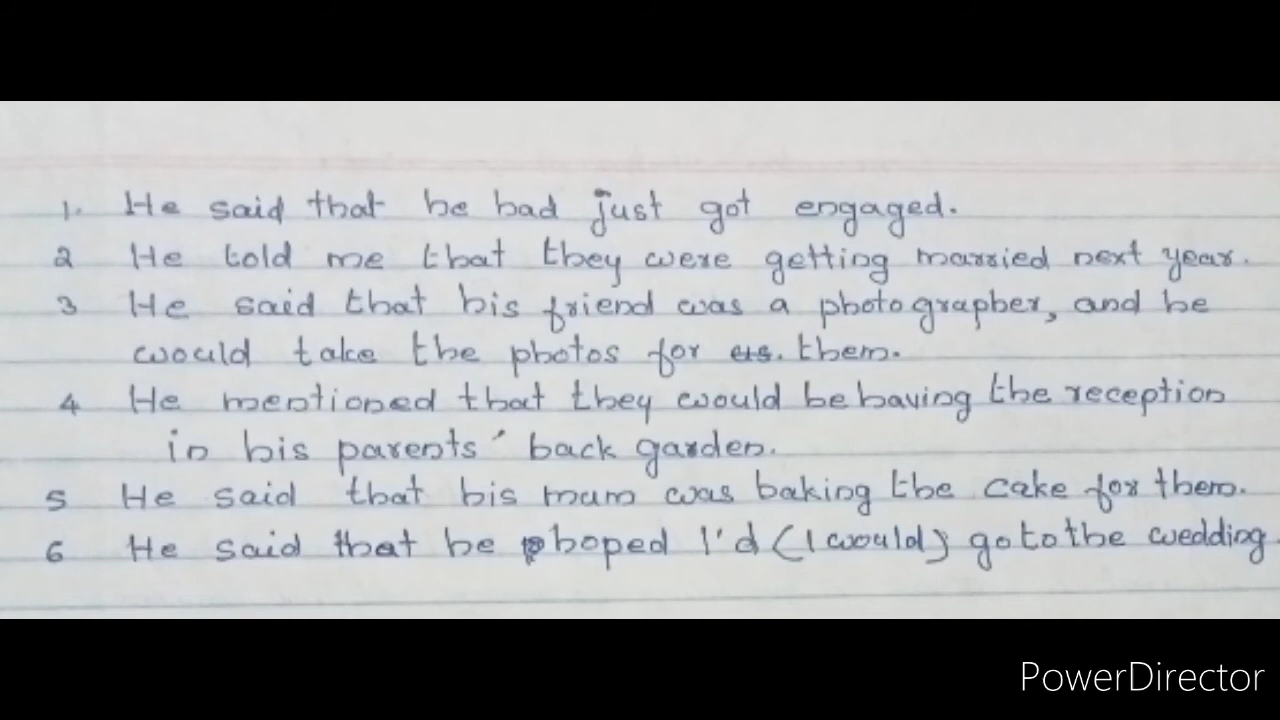 1. He said that he had just got engaged.
2 He told me that they were getting married next year.
3 He said that his friend was a photographer, and he
would take the photos for us. them.
4 He mentioned that they would be having the reception
in his parents' back garden.
5 He said that his mum was baking the cake for them.
6 He said that he hoped I'd (I would) go to the wedding.
PowerDirector